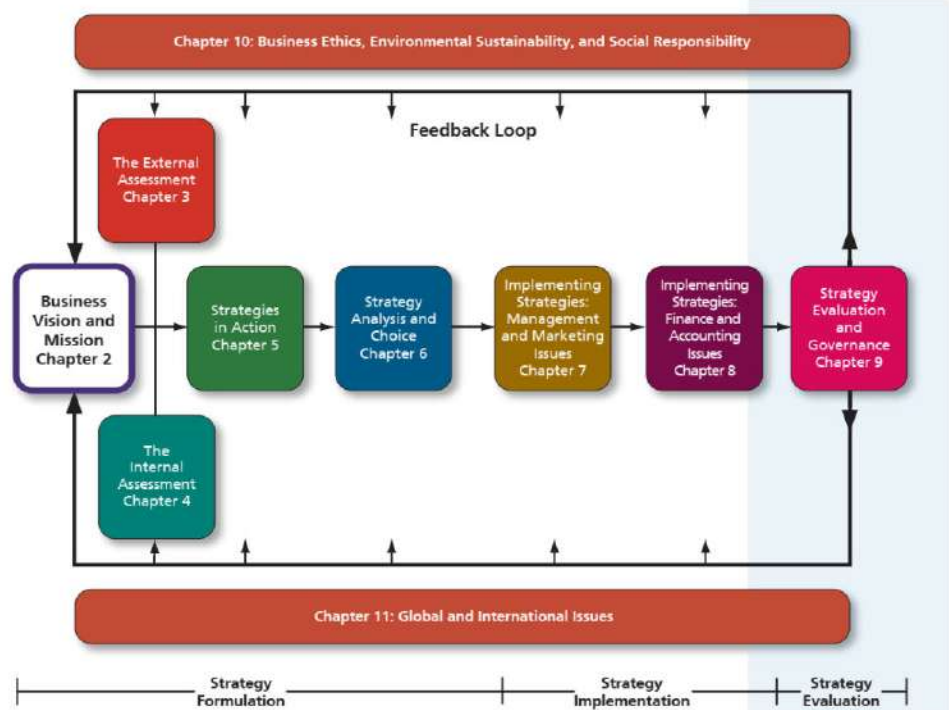 Chapter 10: Business Ethics, Environmental Sustainability, and Social Responsibility
Feedback Loop
The External
Assessment
Chapter 3
Business
Vision and
Mission
Chapter 2
Strategies
in Action
Chapter 5
Strategy
Analysis and
Choice
Chapter 6
Implementing
Strategies:
Management
and Marketing
Issues
Chapter 7
Implementing
Strategies:
Finance and
Accounting
Issues
Chapter 8
Strategy
Evaluation
and
Governance
Chapter 9
The
Internal
Assessment
Chapter 4
Chapter 11: Global and International Issues
Strategy
Formulation
Strategy
Implementation
Strategy
Evaluation